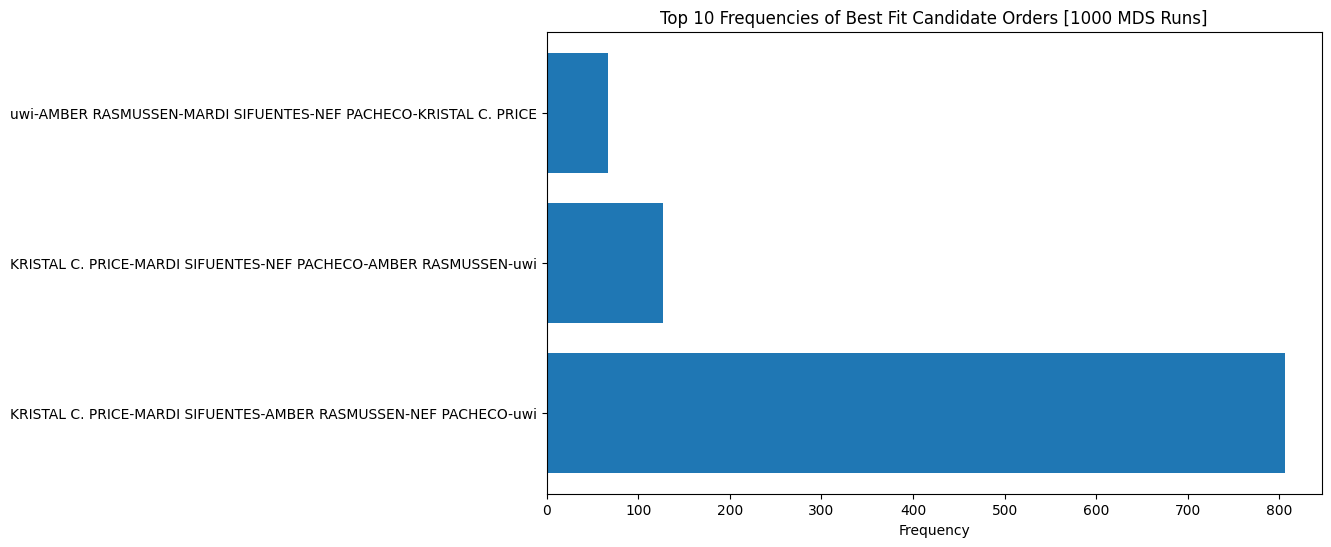 Top 10 Frequencies of Best Fit Candidate Orders [1000 MDS Runs]
uwi-AMBER RASMUSSEN-MARDI SIFUENTES-NEF PACHECO-KRISTAL C. PRICE
KRISTAL C. PRICE-MARDI SIFUENTES-NEF PACHECO-AMBER RASMUSSEN-uwi
KRISTAL C. PRICE-MARDI SIFUENTES-AMBER RASMUSSEN-NEF PACHECO-uwi
0 100 200 300 400 500 600 700 800
Frequency